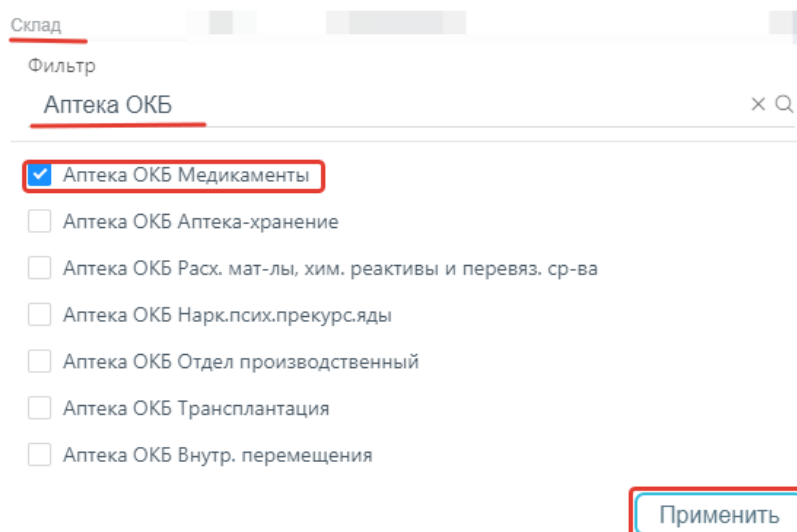 Склад
Фильтр
Аптека ОКБ
Аптека ОКБ Медикаменты
Аптека ОКБ Аптека-хранение
Аптека ОКБ Расх. мат-лы, хим. реактивы и перевяз. ср-ва
Аптека ОКБ Нарк.псих.прекурс.яды
Аптека ОКБ Отдел производственный
Аптека ОКБ Трансплантация
Аптека ОКБ Внутр. перемещения
Применить